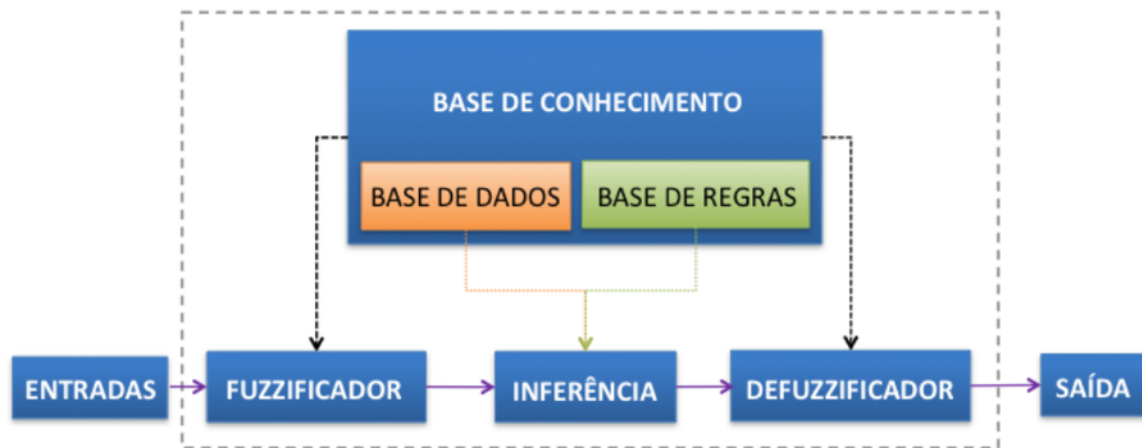 BASE DE CONHECIMENTO
BASE DE DADOS
BASE DE REGRAS
ENTRADAS
FUZZIFICADOR
INFERÊNCIA
DEFUZZIFICADOR
SAÍDA